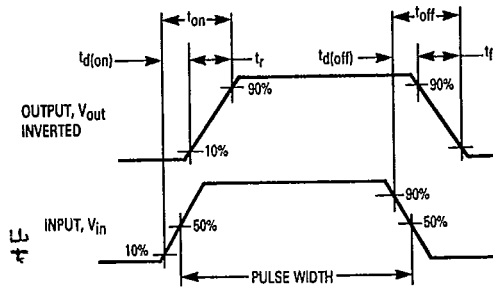 ton
toff
td(on)
tr
td(off)
tf
OUTPUT, Vout
INVERTED
90%
90%
10%
INPUT, Vin
50%
90%
50%
10%
PULSE WIDTH